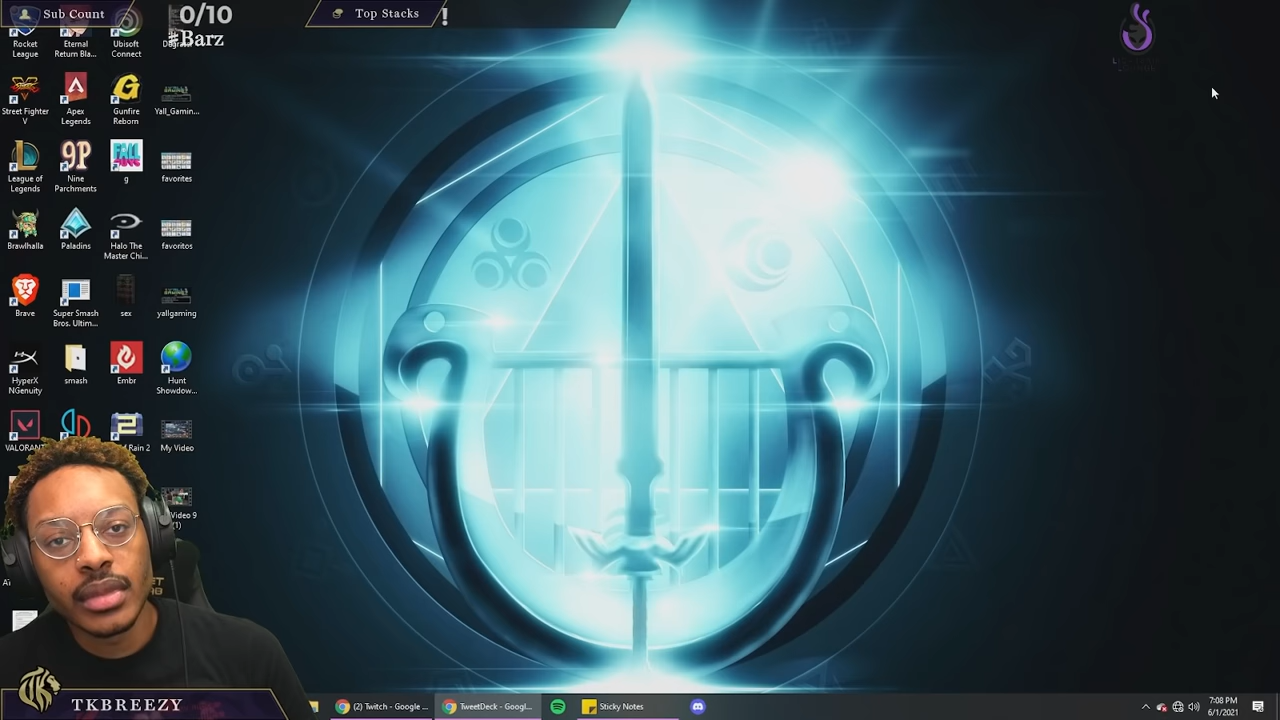 Sub Count
0/10
#Barz
Top Stacks
!
Rocket
League
Eternal
Return Bla...
Ubisoft
Connect
Street Fighter
V
Apex
Legends
Gunfire
Reborn
Yall_Gamin...
League of
Legends
9P
Nine
Parchments
FALL
g
favorites
Brawlhalla
Paladins
Halo The
Master Chi...
favoritos
Brave
Super Smash
Bros. Ultim...
sex
yallgaming
HyperX
NGenuity
smash
Embr
Hunt
Showdow...
VALORANT
Rain 2
My Video
Video 9
(1)
TKBREEZY
(2) Twitch - Google ...
TweetDeck - Googl...
Sticky Notes
7:08 PM
6/1/2021